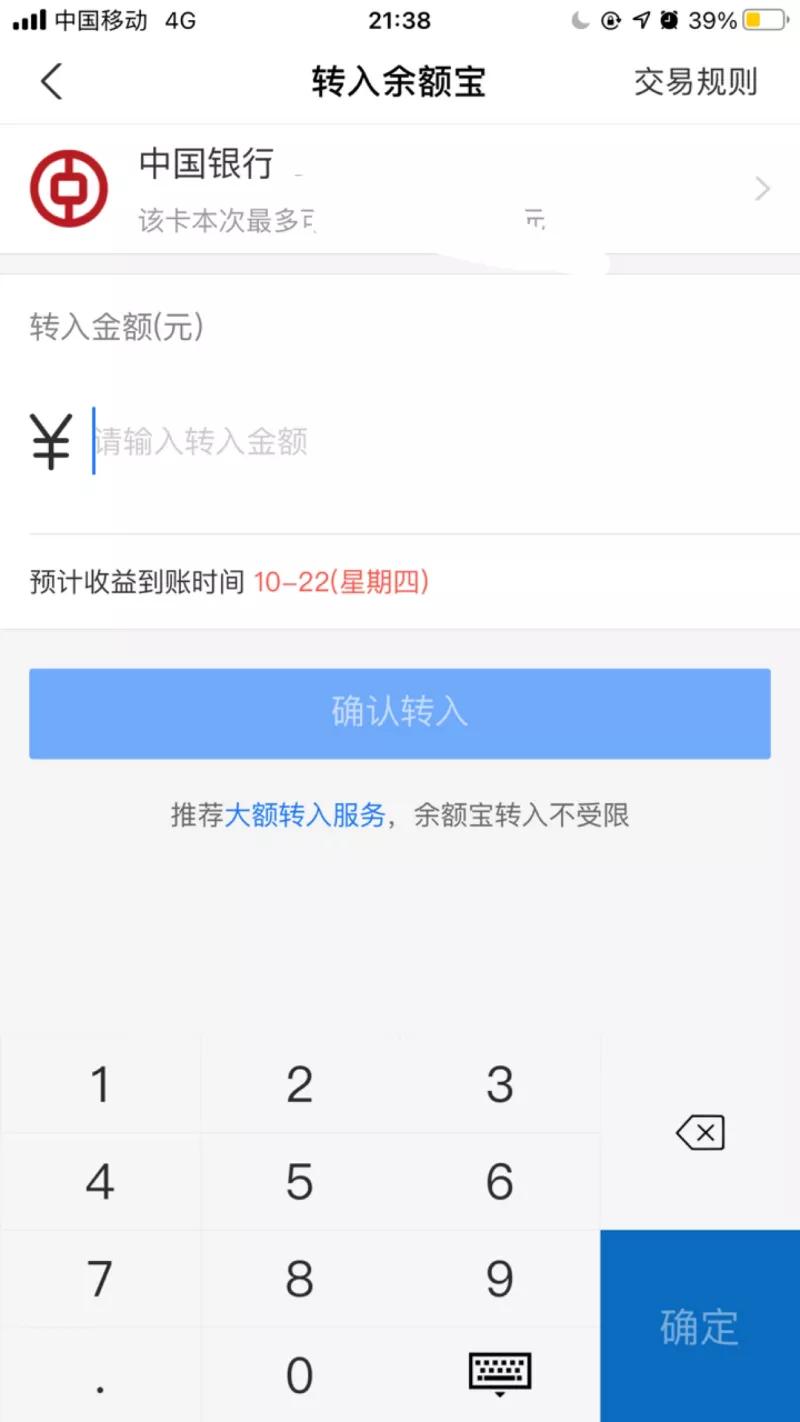 中国移动 4G 21:38 39%
转入余额宝 交易规则
中国银行
该卡本次最多 元
转入金额(元)
¥ 请输入转入金额
预计收益到账时间 10-22(星期四)
确认转入
推荐大额转入服务，余额宝转入不受限
1 2 3
4 5 6
7 8 9
确定
. 0